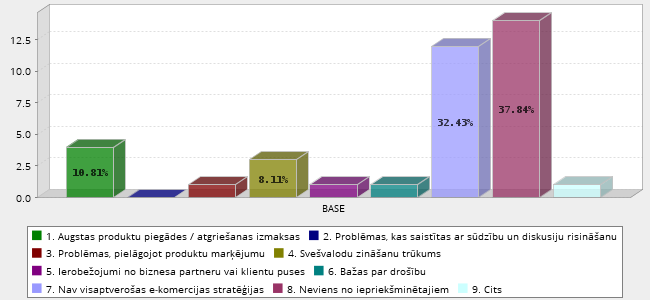 12.5
10.0
7.5
5.0
2.5
0.0
10.81%
8.11%
32.43%
37.84%
BASE
1. Augstas produktu piegādes / atgriešanas izmaksas 2. Problēmas, kas saistītas ar sūdzību un diskusiju risināšanu
3. Problēmas, pielāgojot produktu marķējumu 4. Svešvalodu zināšanu trūkums
5. Ierobežojumi no biznesa partneru vai klientu puses 6. Bažas par drošību
7. Nav visaptverošas e-komercijas stratēģijas 8. Neviens no iepriekšminētajiem 9. Cits